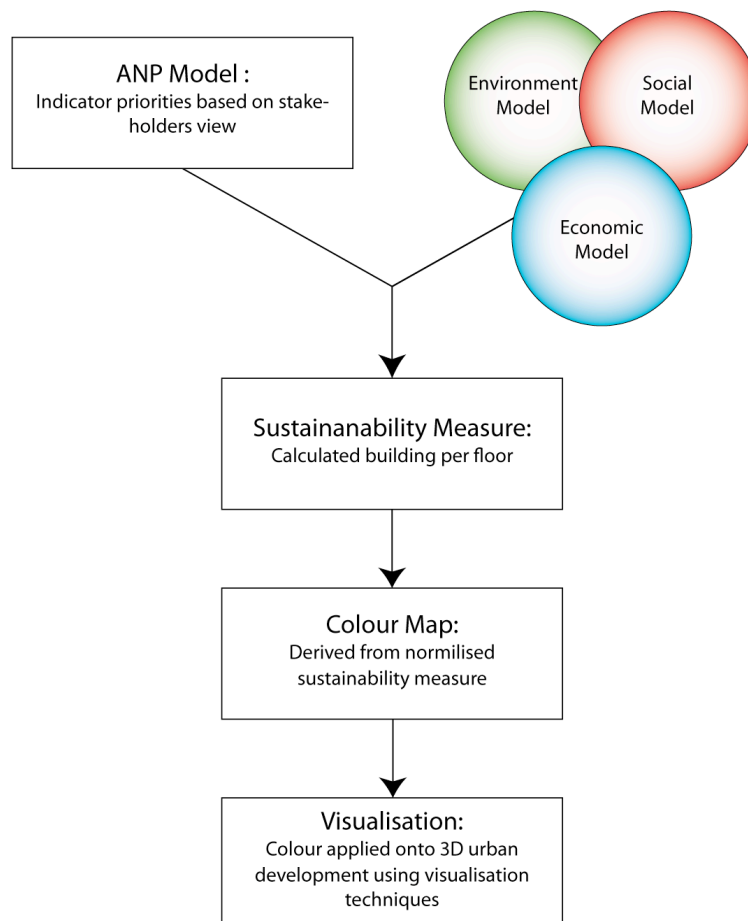 ANP Model :
Indicator priorities based on stake-
holders view
Environment
Model
Social
Model
Economic
Model
Sustainanability Measure:
Calculated building per floor
Colour Map:
Derived from normilised
sustainability measure
Visualisation:
Colour applied onto 3D urban
development using visualisation
techniques